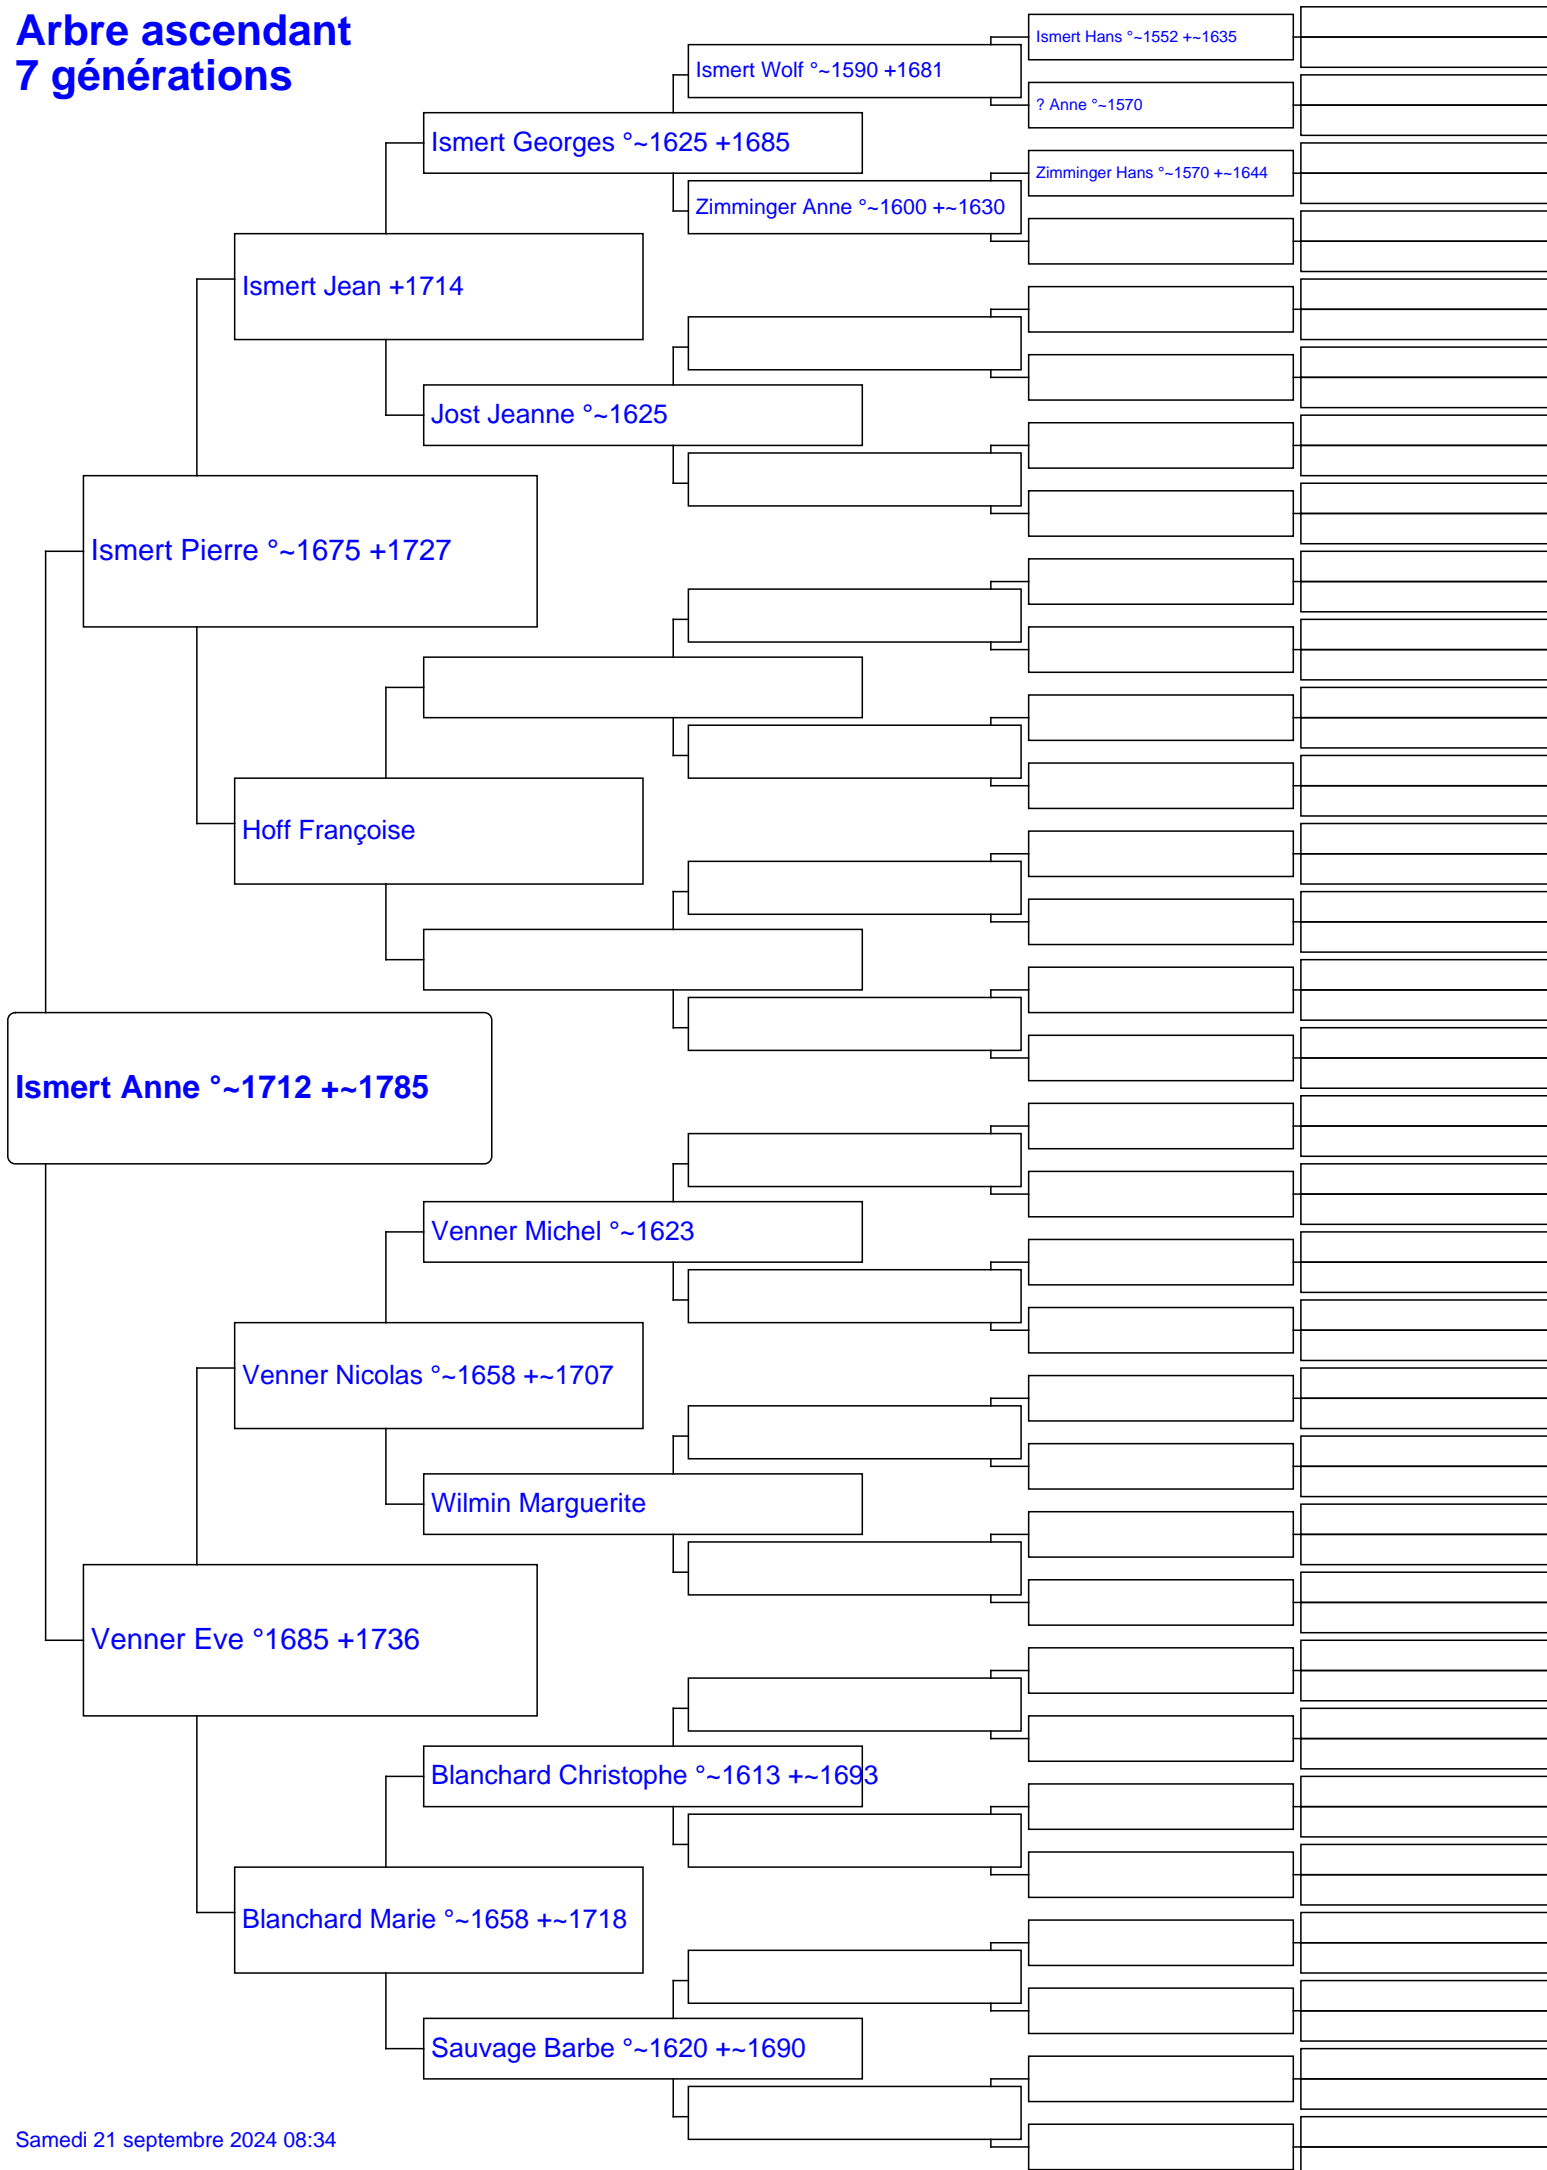 Arbre ascendant
7 générations
Ismert Hans °~1552 +~1635
Ismert Wolf °~1590 +1681
? Anne °~1570
Ismert Georges °~1625 +1685
Zimminger Hans °~1570 +~1644
Zimminger Anne °~1600 +~1630
Ismert Jean +1714
Jost Jeanne °~1625
Ismert Pierre °~1675 +1727
Hoff Françoise
Ismert Anne °~1712 +~1785
Venner Michel °~1623
Venner Nicolas °~1658 +~1707
Wilmin Marguerite
Venner Eve °1685 +1736
Blanchard Christophe °~1613 +~1693
Blanchard Marie °~1658 +~1718
Sauvage Barbe °~1620 +~1690
Samedi 21 septembre 2024 08:34